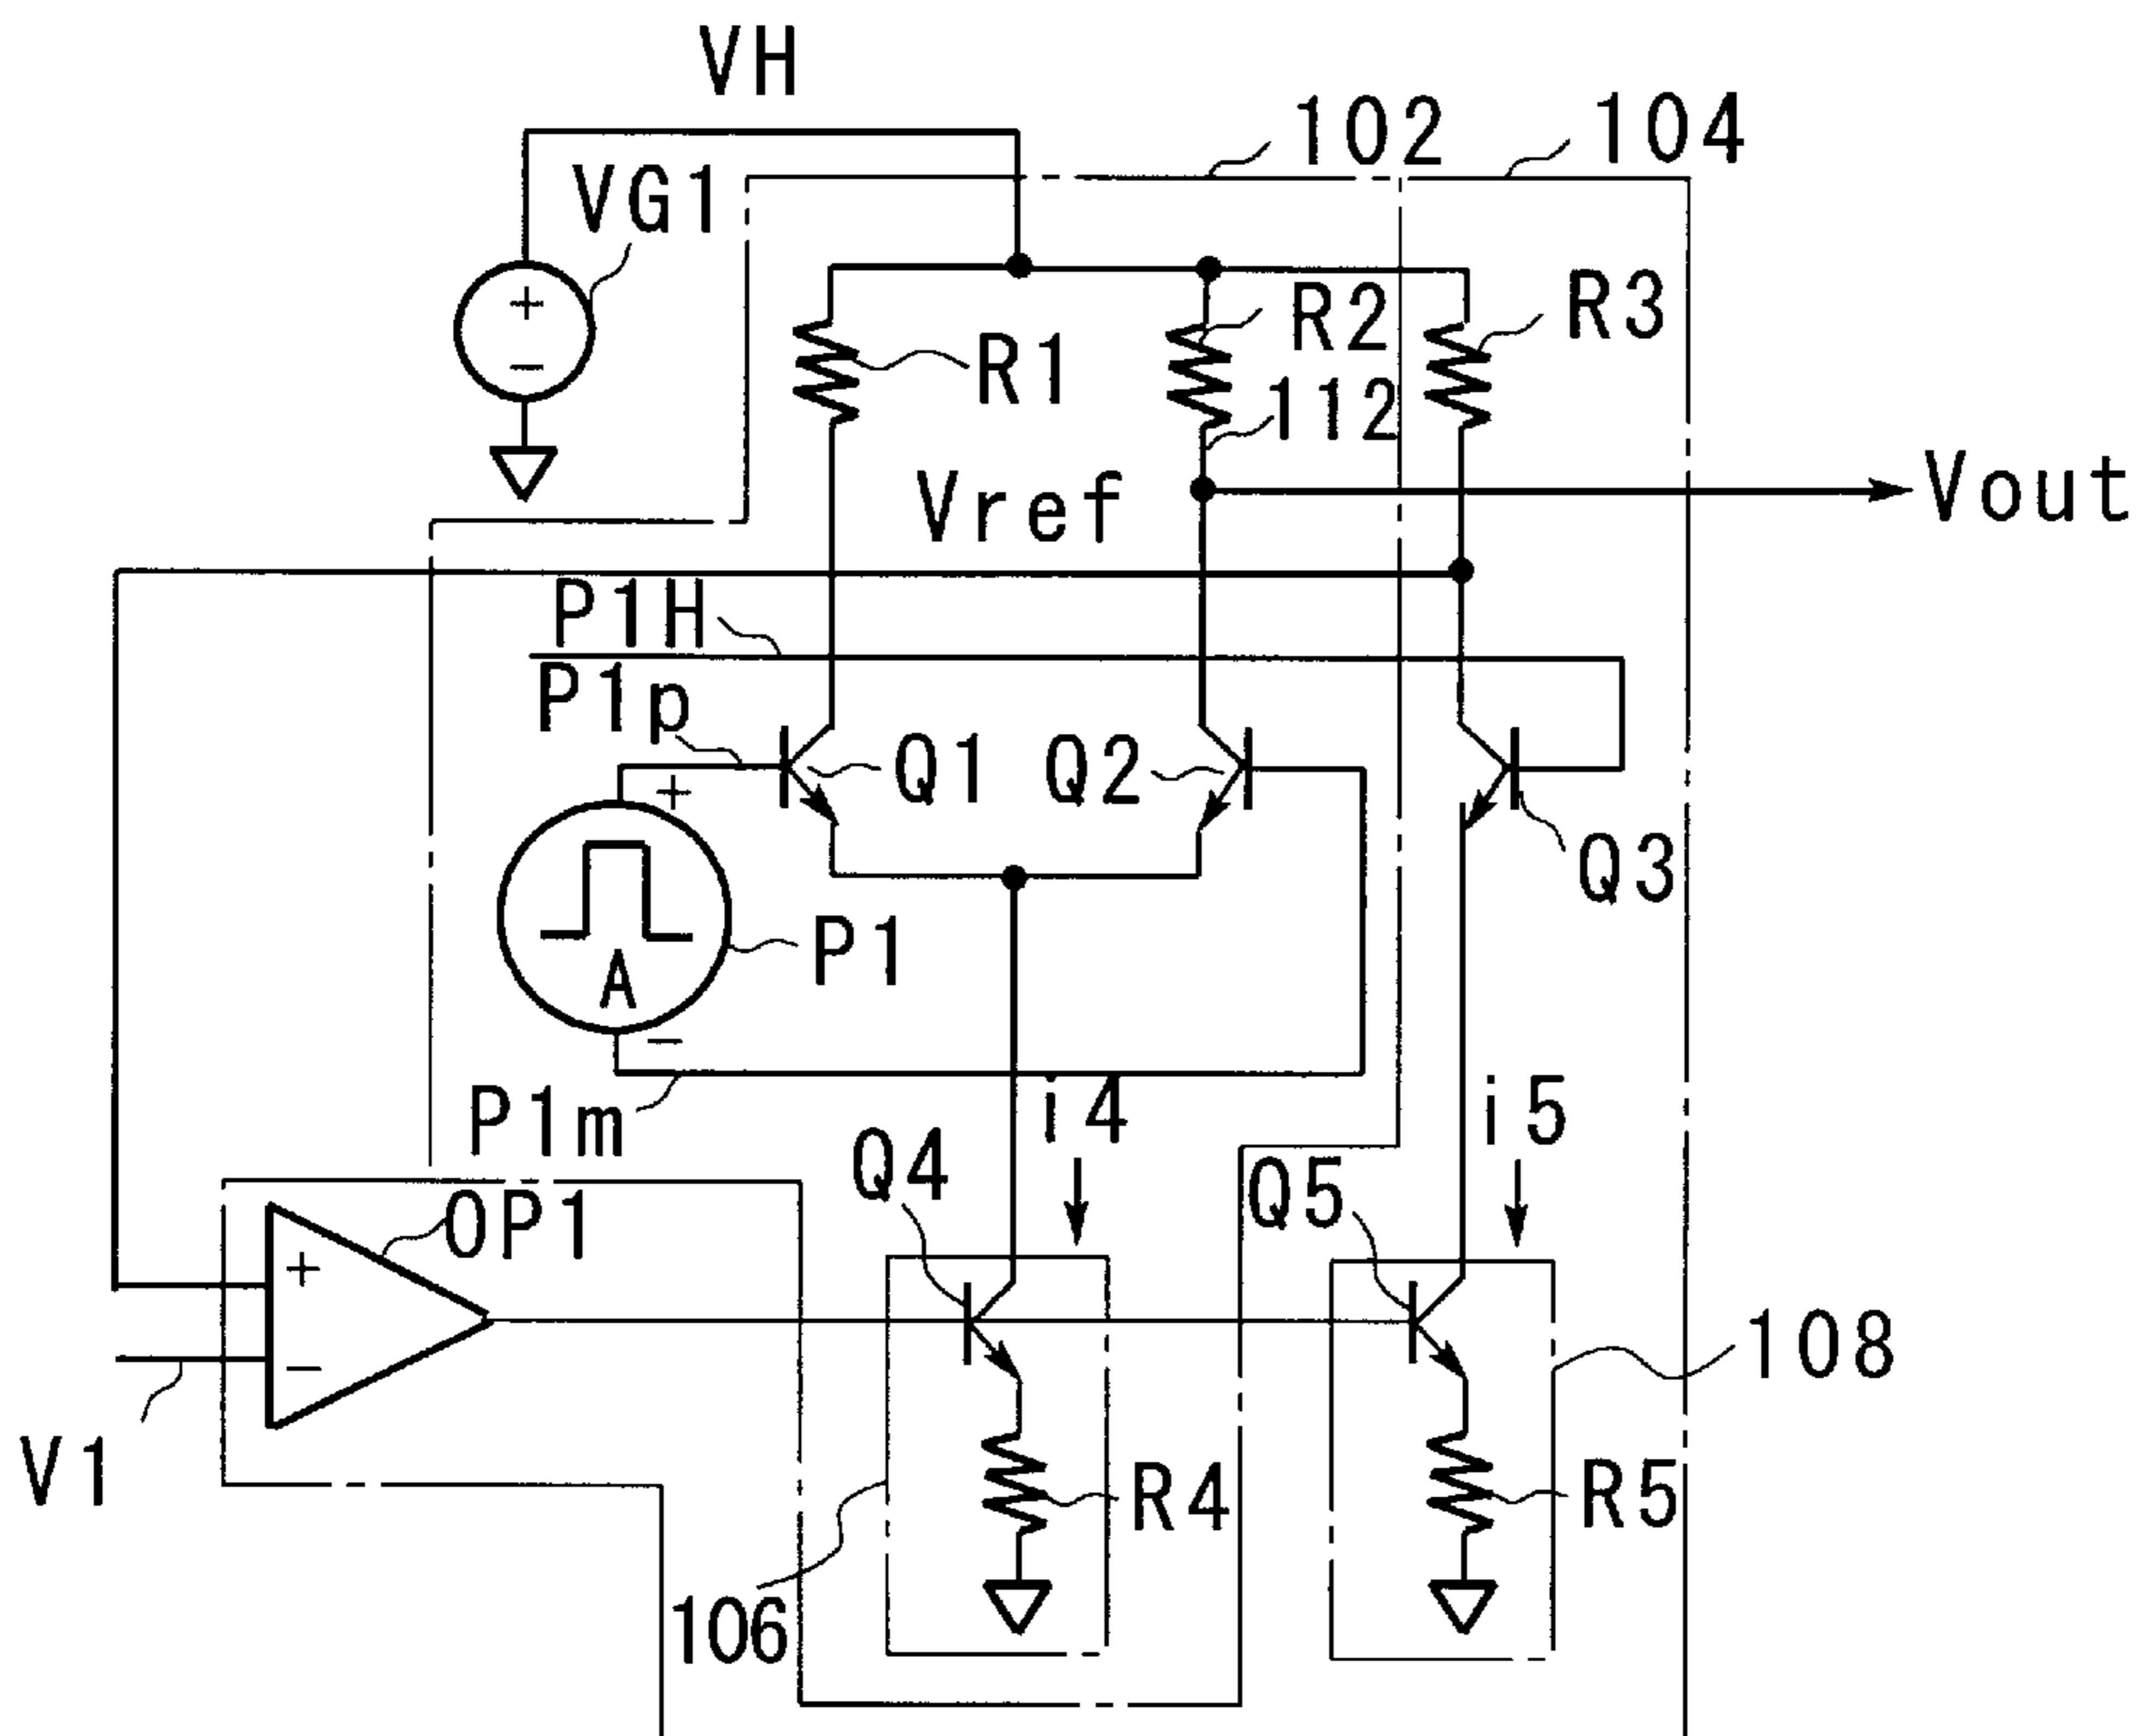 VH
102
104
VG1
+
−
R1
R2
R3
112
Vref
Vout
P1H
P1p
+
Q1
Q2
Q3
A
P1
−
P1m
i4
i5
Q4
Q5
OP1
+
−
V1
108
R4
R5
106